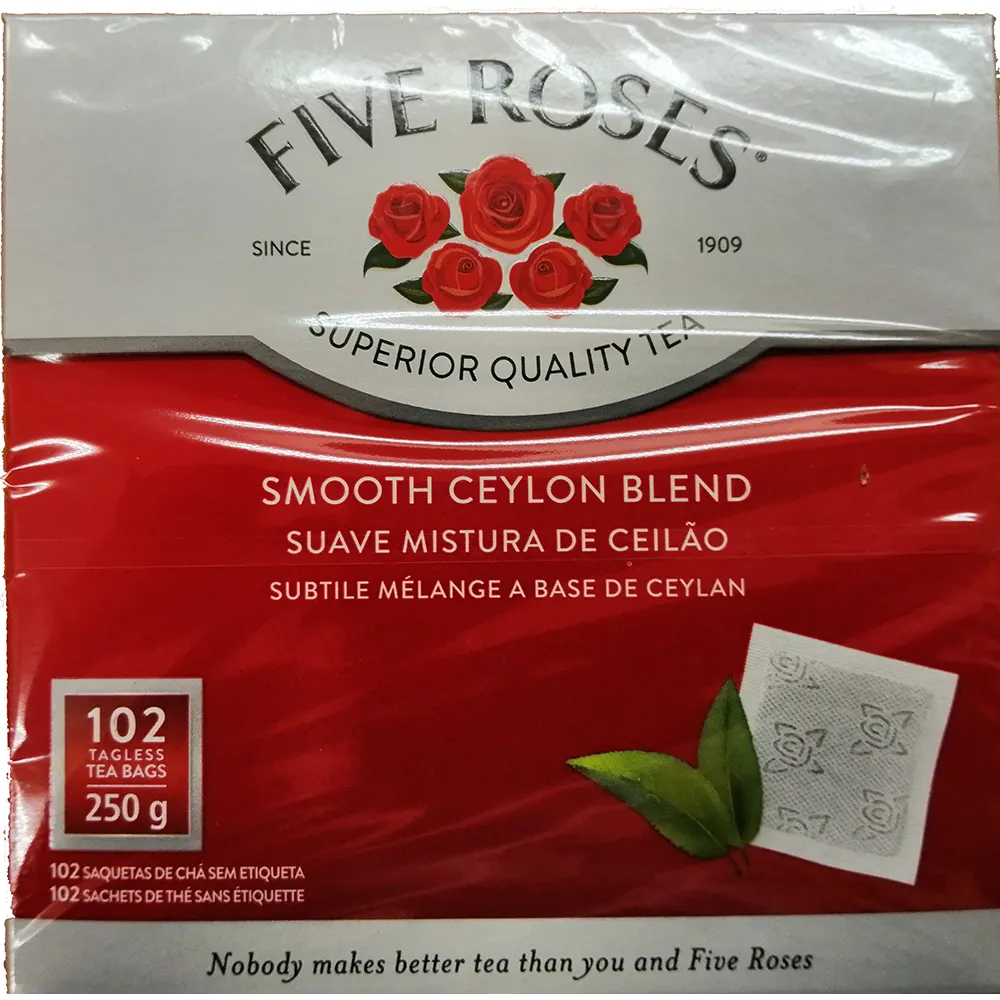 FIVE ROSES®
SINCE
1909
SUPERIOR QUALITY TEA
SMOOTH CEYLON BLEND
SUAVE MISTURA DE CEILÃO
SUBTILE MÉLANGE A BASE DE CEYLAN
102
TAGLESS
TEA BAGS
250 g
102 SAQUETAS DE CHÁ SEM ETIQUETA
102 SACHETS DE THÉ SANS ÉTIQUETTE
Nobody makes better tea than you and Five Roses